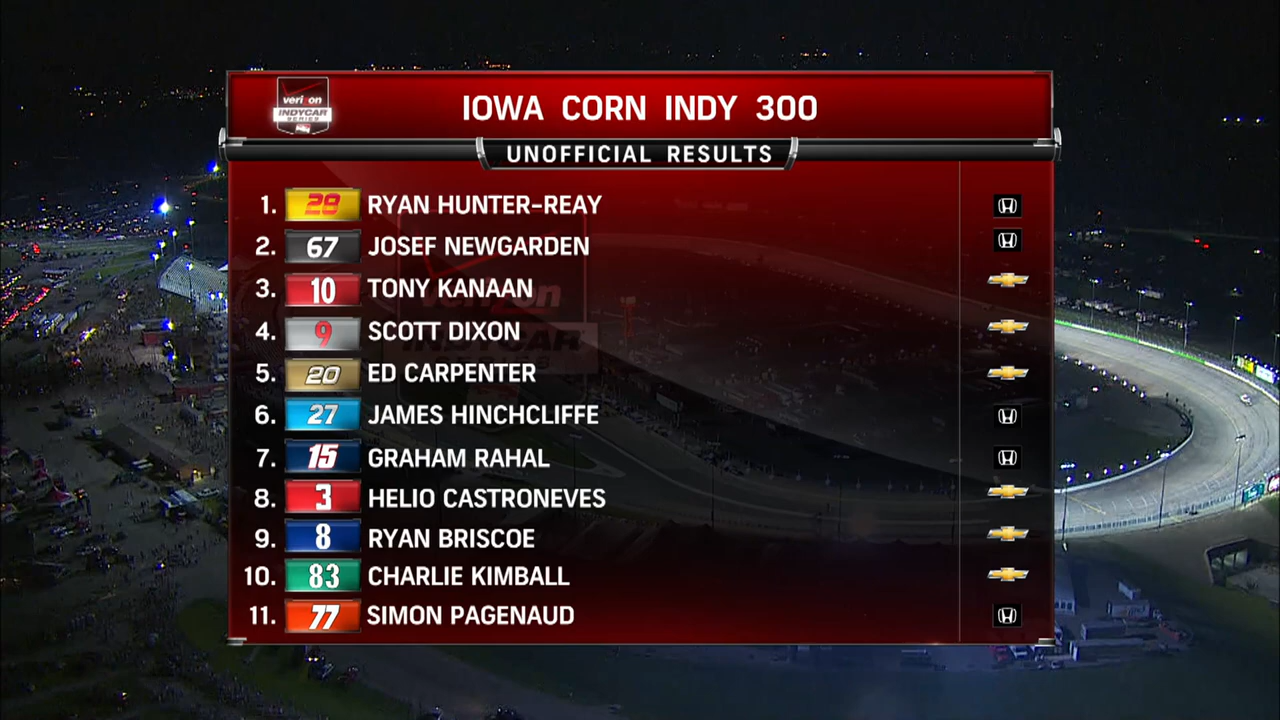 verizon
INDYCAR
SERIES
IOWA CORN INDY 300
UNOFFICIAL RESULTS
1. 28 RYAN HUNTER-REAY
2. 67 JOSEF NEWGARDEN
3. 10 TONY KANAAN
4. 9 SCOTT DIXON
5. 20 ED CARPENTER
6. 27 JAMES HINCHCLIFFE
7. 15 GRAHAM RAHAL
8. 3 HELIO CASTRONEVES
9. 8 RYAN BRISCOE
10. 83 CHARLIE KIMBALL
11. 77 SIMON PAGENAUD